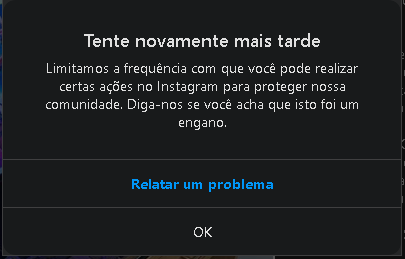 Tente novamente mais tarde
Limitamos a frequência com que você pode realizar
certas ações no Instagram para proteger nossa
comunidade. Diga-nos se você acha que isto foi um
engano.
Relatar um problema
OK